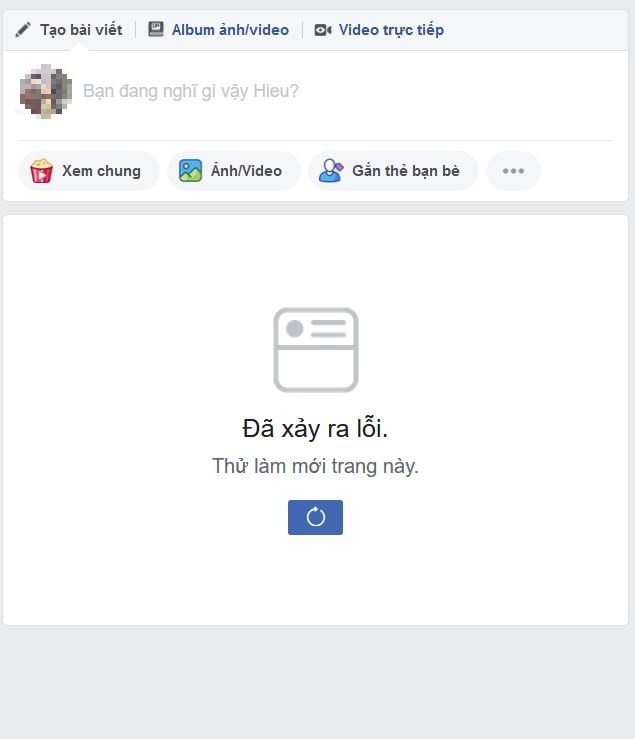 Tạo bài viết Album ảnh/video Video trực tiếp
Bạn đang nghĩ gì vậy Hieu?
Xem chung Ảnh/Video Gắn thẻ bạn bè
Đã xảy ra lỗi.
Thử làm mới trang này.